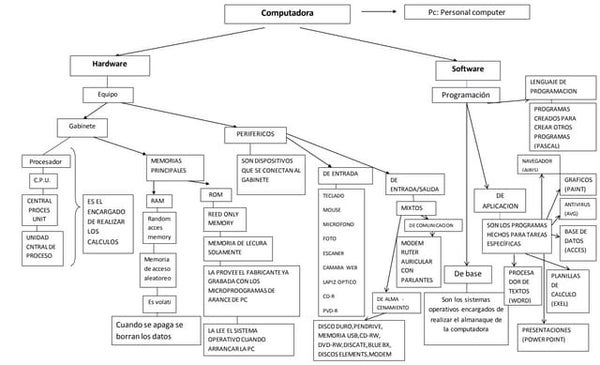 Computadora
Pc: Personal computer
Hardware
Software
Equipo
Programación
LENGUAJE DE
PROGRAMACION
PROGRAMAS
CREADOS PARA
CREAR OTROS
PROGRAMAS
(PASCAL)
Gabinete
PERIFERICOS
SON DISPOSITIVOS
QUE SE CONECTAN AL
GABINETE
Procesador
C.P.U.
CENTRAL
PROCES
UNIT
UNIDAD
CNTRAL DE
PROCESO
ES EL
ENCARGADO
DE REALIZAR
LOS
CALCULOS
MEMORIAS
PRINCIPALES
RAM
Random
acces
memory
Memoria
de acceso
aleatoreo
Es volati
Cuando se apaga se
borran los datos
ROM
REED ONLY
MEMORY
MEMORIA DE LECURA
SOLAMENTE
LA PROVEE EL FABRICANTE YA
GRABADA CON LOS
MICROPROOGRAMAS DE
ARANCE DE PC
LA LEE EL SISTEMA
OPERATIVO CUANDO
ARRANCAR LA PC
DE ENTRADA
TECLADO
MOUSE
MICROFONO
FOTO
ESCANER
CAMARA WEB
LAPIZ OPTICO
CD-R
PVD-R
DE
ENTRADA/SALIDA
MIXTOS
DE COMUNICACION
MODEM
RUTER
AURICULAR
CON
PARLANTES
DE ALMA -
CENAMIENTO
DISCO DURO,PENDRIVE,
MEMORIA USB,CD-RW,
DVD-RW,DISCATE,BLUE BX,
DISCOS ELEMENTS,MODEM
De base
Son los sistemas
operativos encargados de
realizar el almanaque de
la computadora
DE
APLICACION
SON LOS PROGRAMAS
HECHOS PARA TAREAS
ESPECÍFICAS
NAVEGADOR
GRAFICOS
(PAINT)
ANTIVIRUS
(AVG)
BASE DE
DATOS
(ACCES)
PLANILLAS
DE
CALCULO
(EXEL)
PROCESA
DOR DE
TEXTOS
(WORD)
PRESENTACIONES
(POWER POINT)